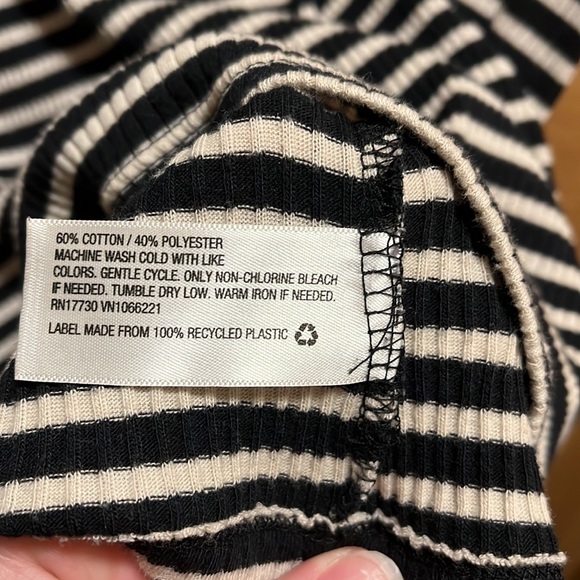 60% COTTON / 40% POLYESTER
MACHINE WASH COLD WITH LIKE
COLORS. GENTLE CYCLE. ONLY NON-CHLORINE BLEACH
IF NEEDED. TUMBLE DRY LOW. WARM IRON IF NEEDED.
RN17730 VN1066221
LABEL MADE FROM 100% RECYCLED PLASTIC